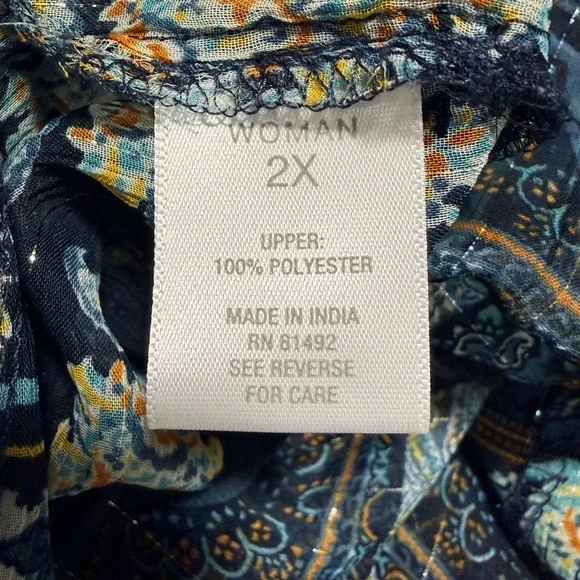 WOMAN
2X
UPPER:
100% POLYESTER
MADE IN INDIA
RN 81492
SEE REVERSE
FOR CARE